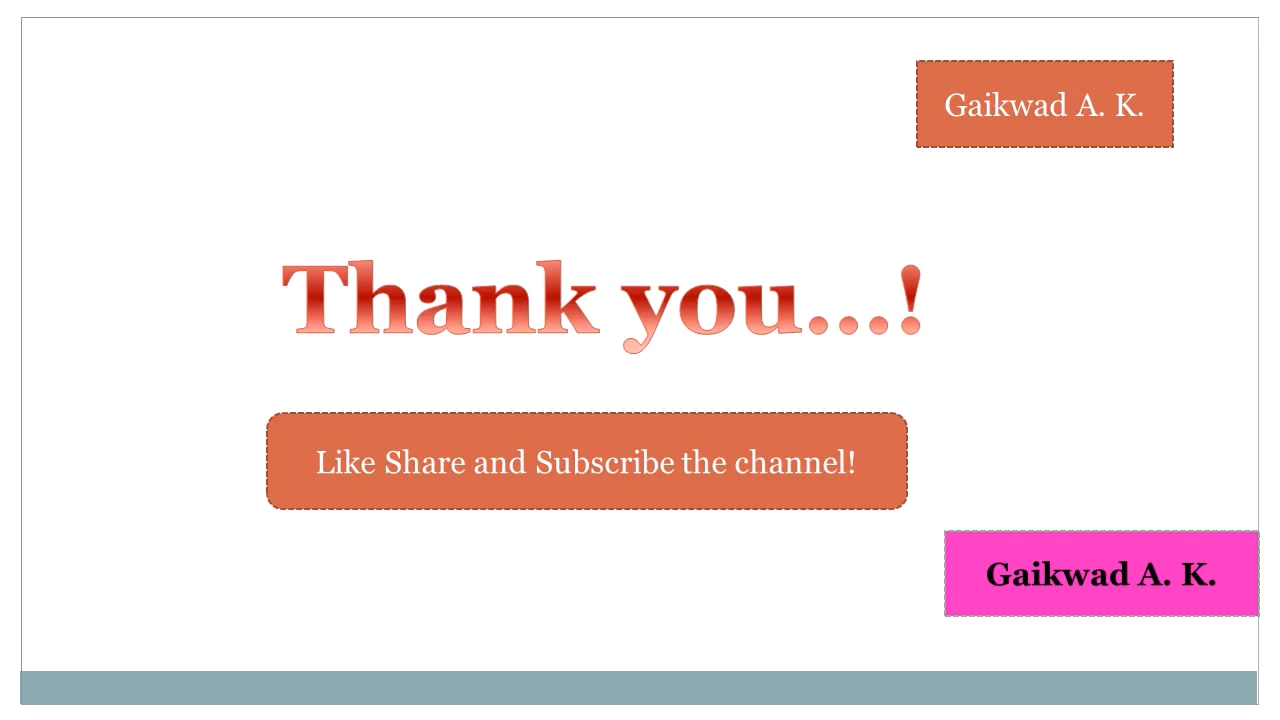 Gaikwad A. K.
Thank you...!
Like Share and Subscribe the channel!
Gaikwad A. K.